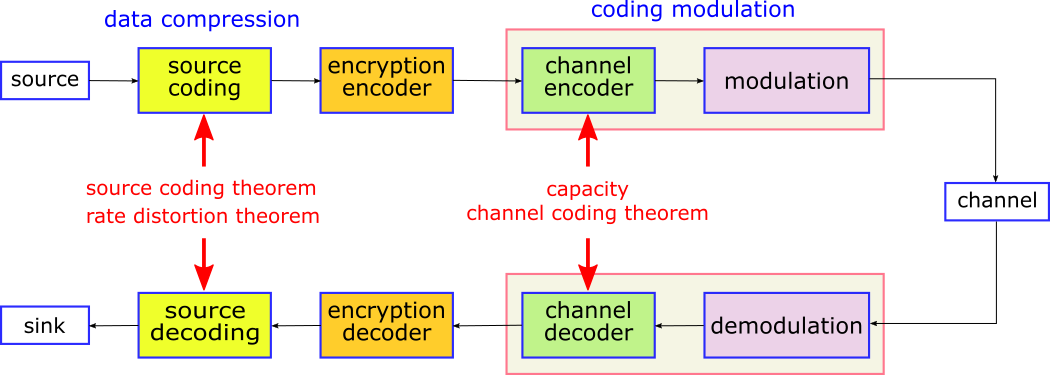 data compression
coding modulation
source
source
coding
encryption
encoder
channel
encoder
modulation
source coding theorem
rate distortion theorem
capacity
channel coding theorem
channel
sink
source
decoding
encryption
decoder
channel
decoder
demodulation